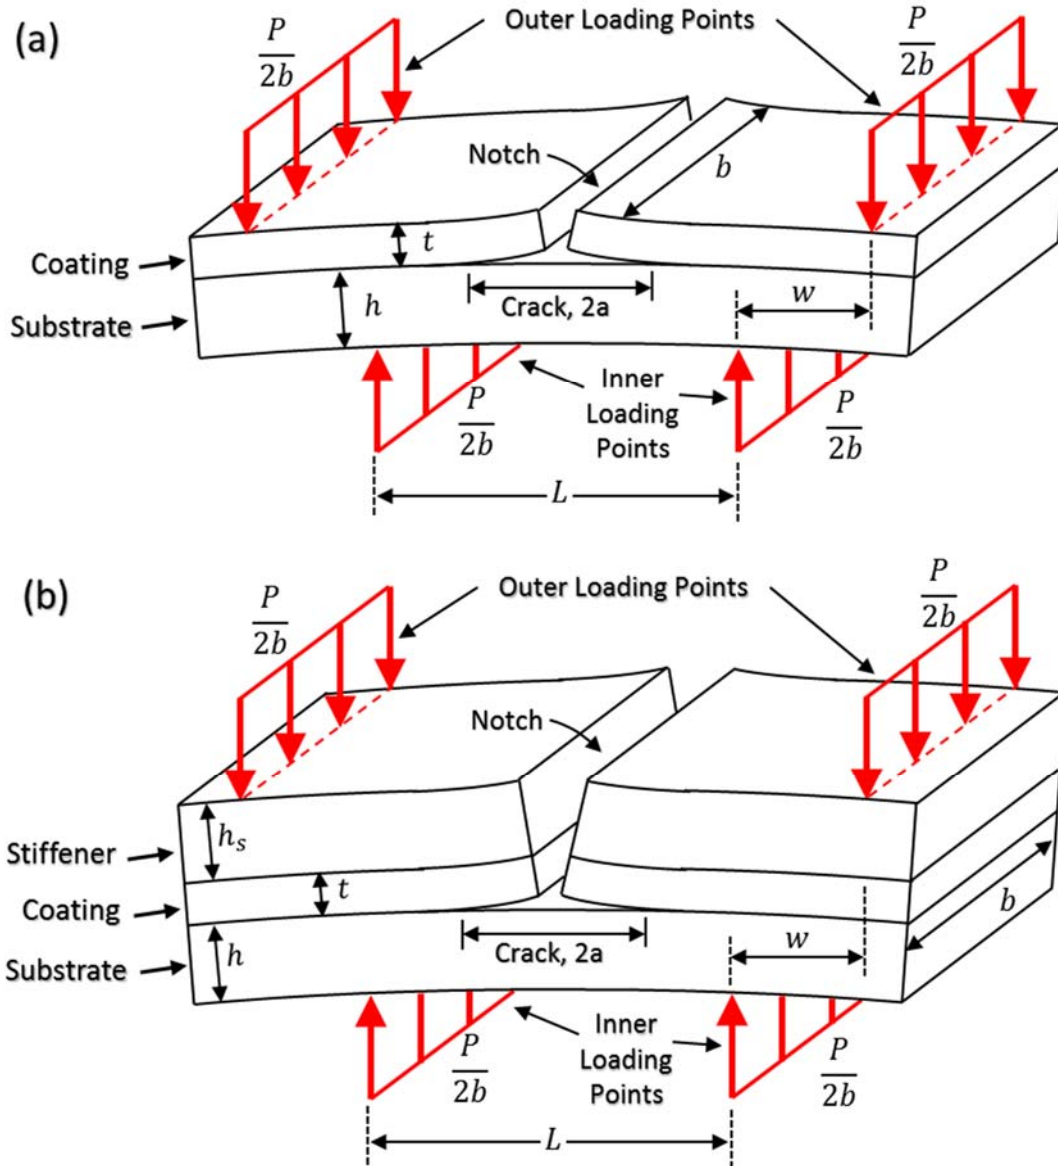 (a)
P
2b
Outer Loading Points
P
2b
Notch
b
t
Coating
h
Crack, 2a
w
Substrate
P
2b
Inner
Loading
Points
P
2b
L
(b)
P
2b
Outer Loading Points
P
2b
Notch
h_s
Stiffener
t
Coating
b
h
Crack, 2a
w
Substrate
P
2b
Inner
Loading
Points
P
2b
L